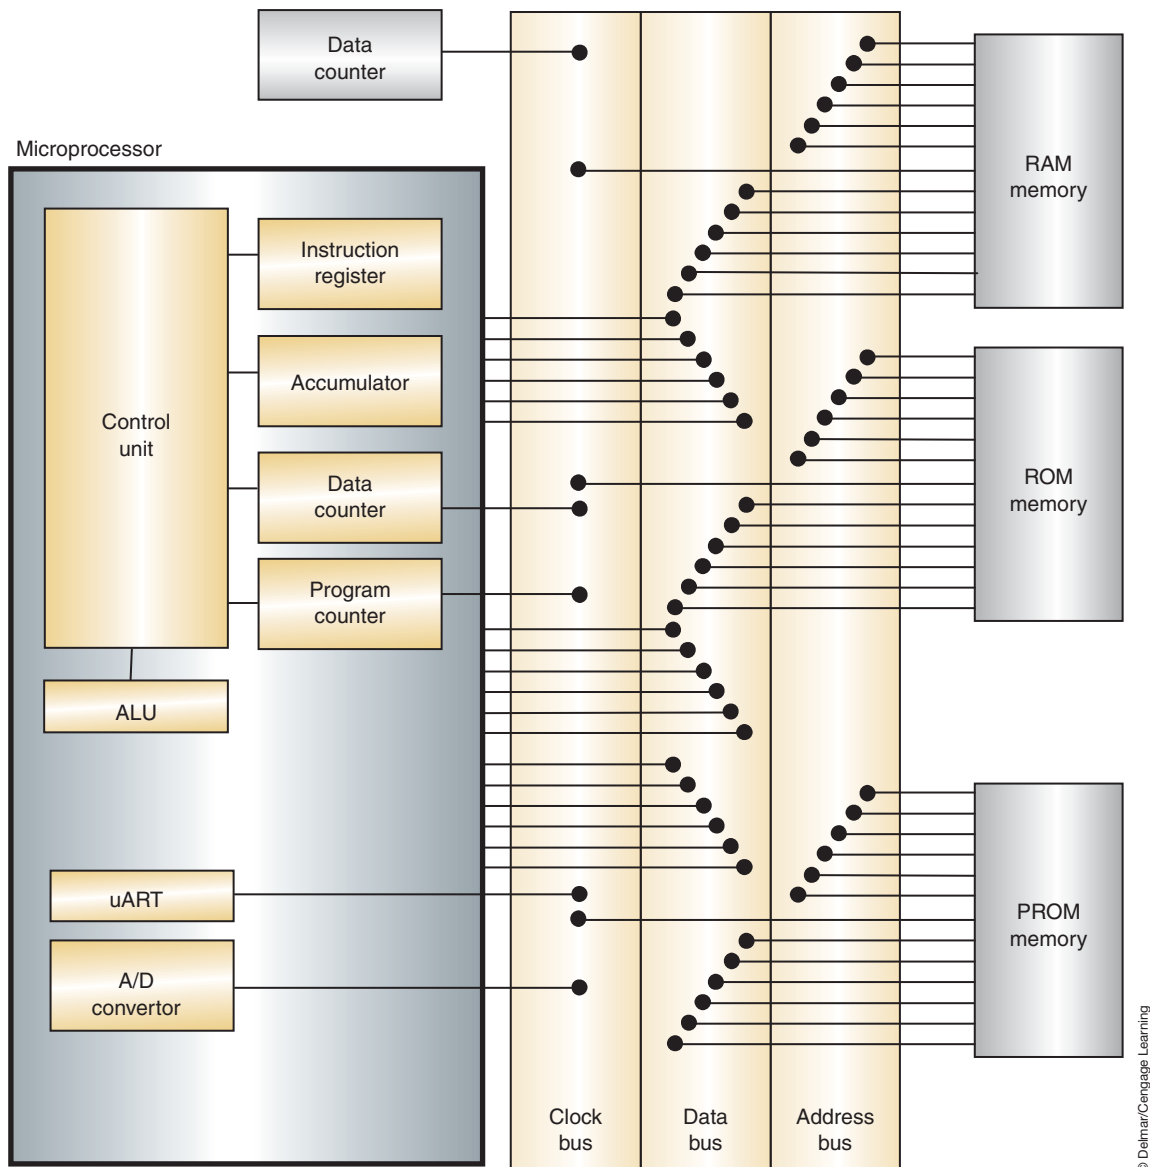 Data
counter
Microprocessor
RAM
memory
Instruction
register
Accumulator
Control
unit
Data
counter
ROM
memory
Program
counter
ALU
uART
A/D
convertor
PROM
memory
Clock
bus
Data
bus
Address
bus
© Delmar/Cengage Learning